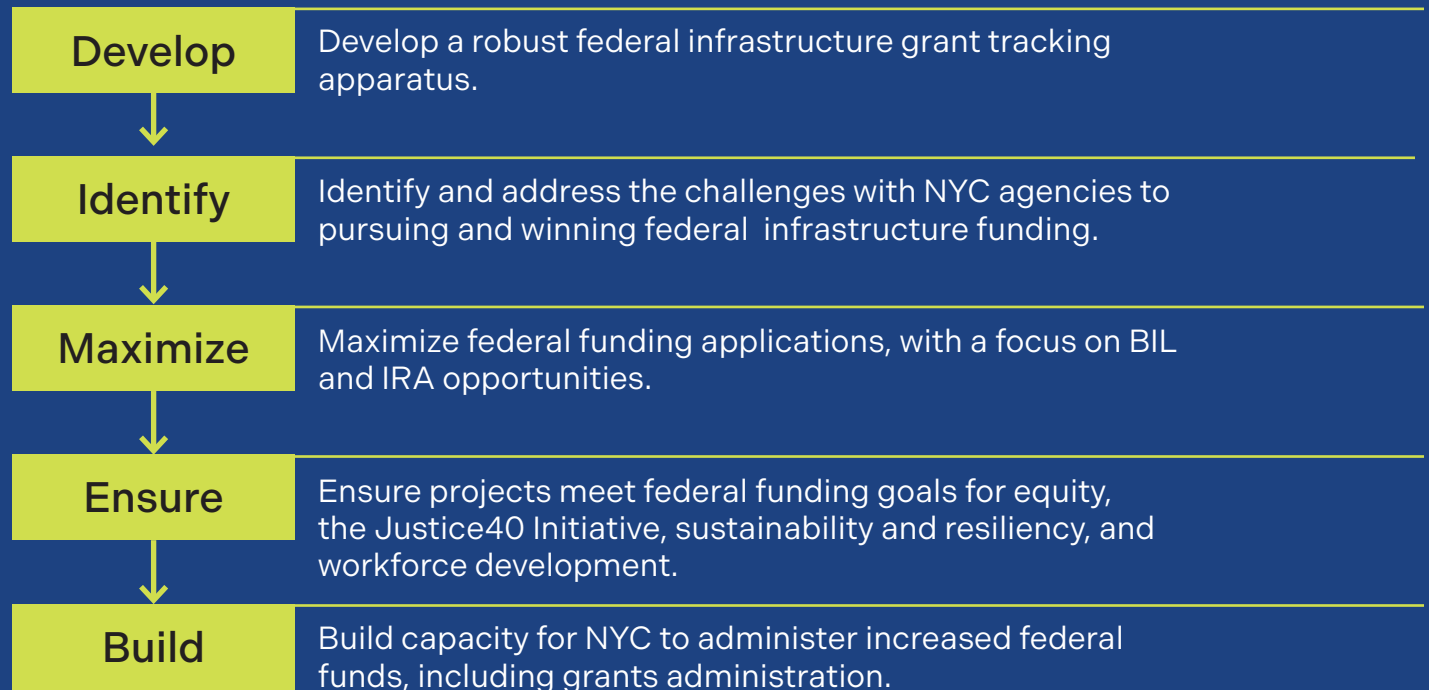 Develop
Develop a robust federal infrastructure grant tracking
apparatus.
Identify
Identify and address the challenges with NYC agencies to
pursuing and winning federal  infrastructure funding.
Maximize
Maximize federal funding applications, with a focus on BIL
and IRA opportunities.
Ensure
Ensure projects meet federal funding goals for equity,
the Justice40 Initiative, sustainability and resiliency, and
workforce development.
Build
Build capacity for NYC to administer increased federal
funds, including grants administration.